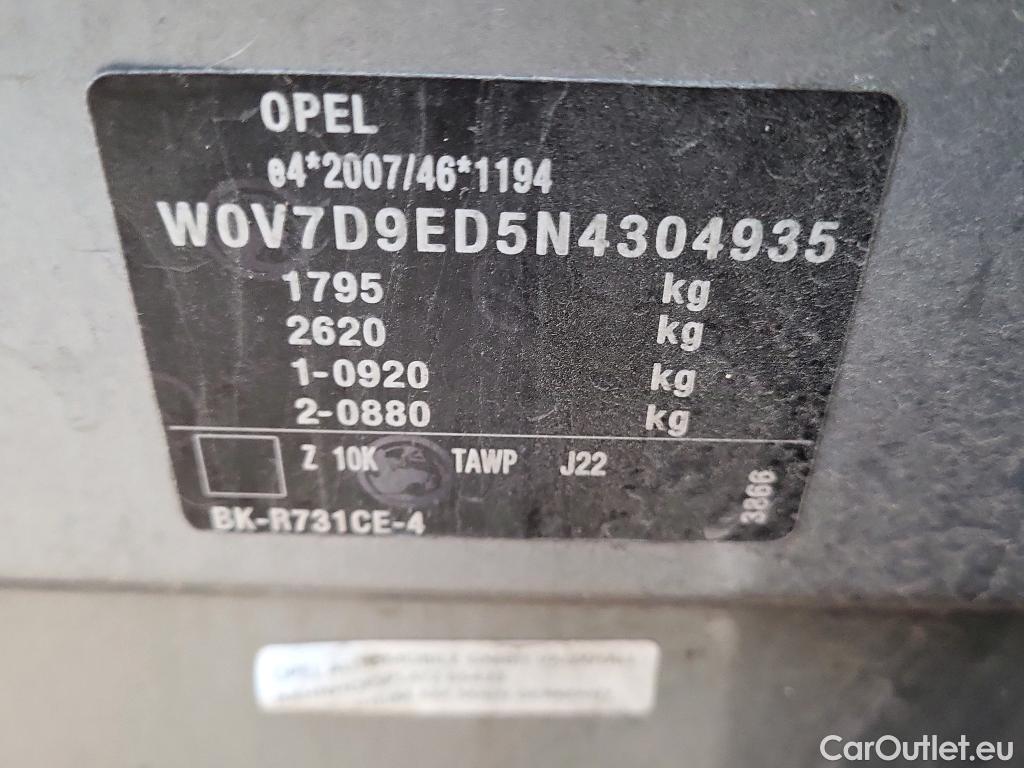 OPEL
e4*2007/46*1194
W0V7D9ED5N4304935
1795 kg
2620 kg
1-0920 kg
2-0880 kg
Z 10K TAWP J22
3866
BK-R731CE-4
CarOutlet.eu